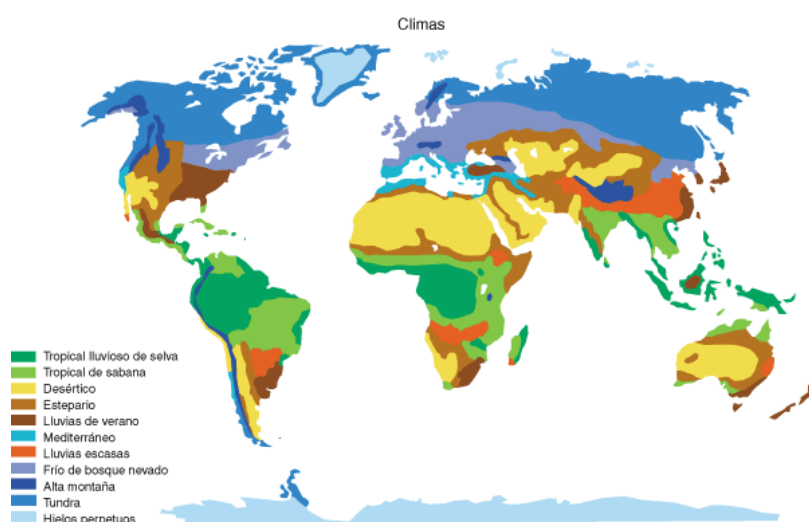 Climas
Tropical lluvioso de selva
Tropical de sabana
Desértico
Estepario
Lluvias de verano
Mediterráneo
Lluvias escasas
Frío de bosque nevado
Alta montaña
Tundra
Hielos perpetuos